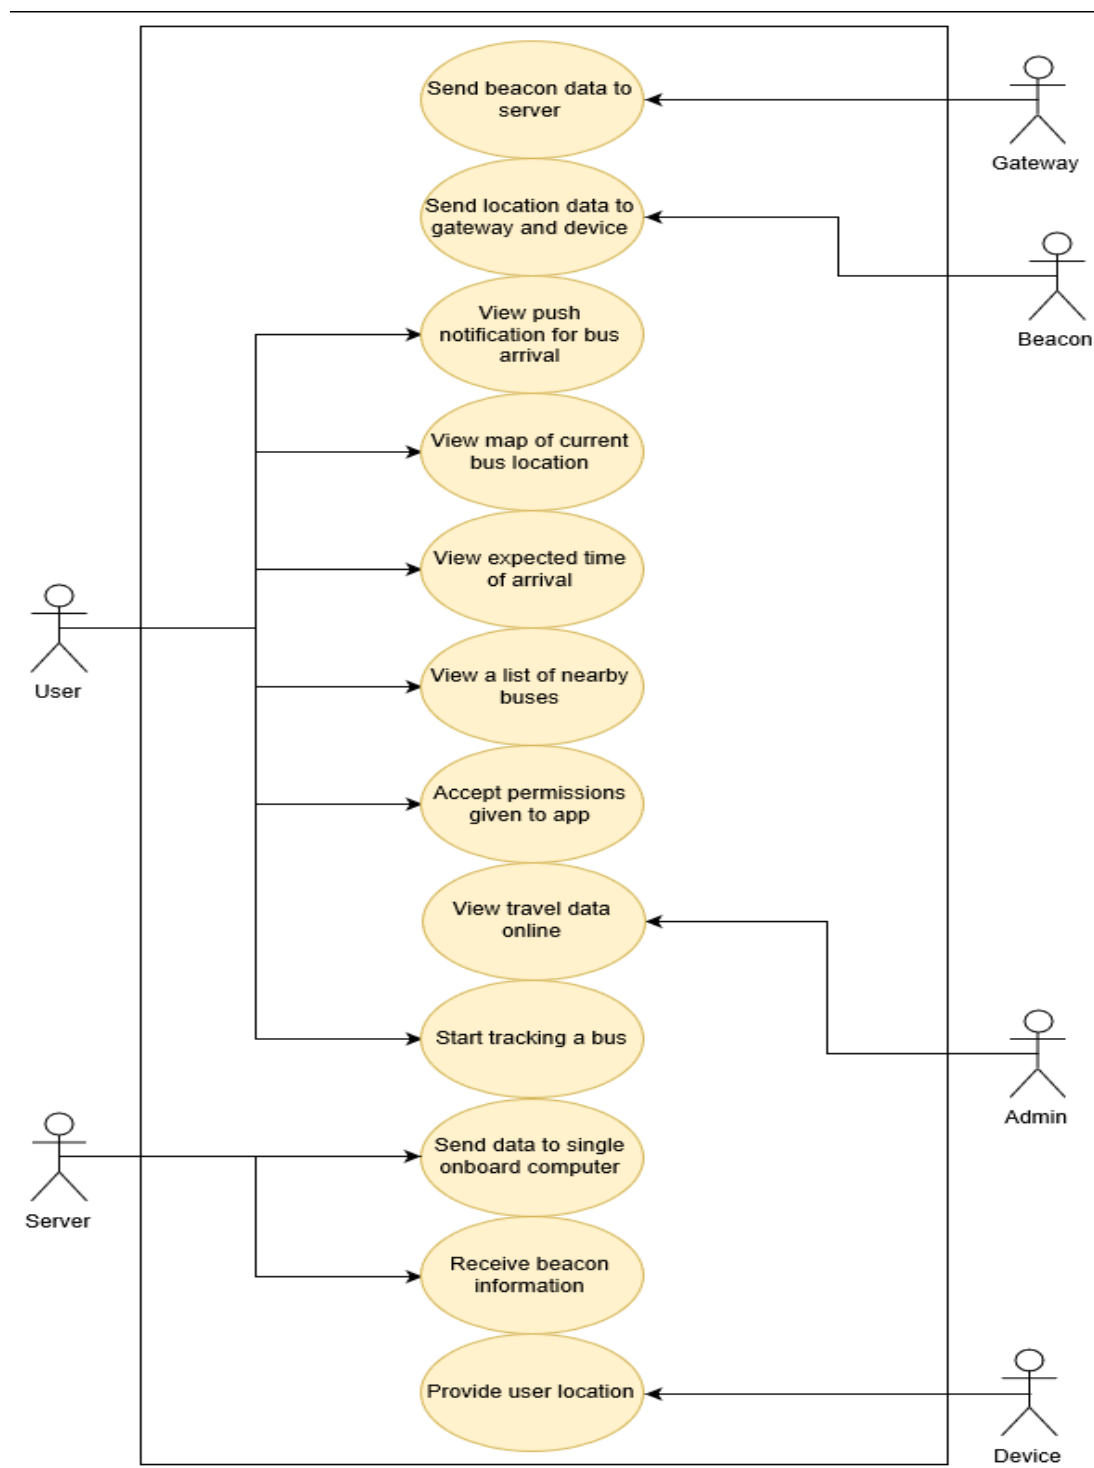 Send beacon data to
server
Gateway
Send location data to
gateway and device
Beacon
View push
notification for bus
arrival
View map of current
bus location
View expected time
of arrival
User
View a list of nearby
buses
Accept permissions
given to app
View travel data
online
Start tracking a bus
Admin
Server
Send data to single
onboard computer
Receive beacon
information
Provide user location
Device